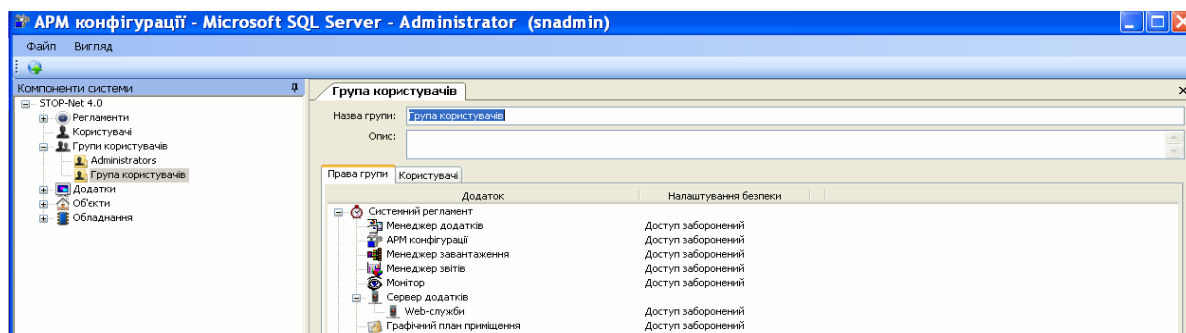 АРМ конфігурації - Microsoft SQL Server - Administrator (snadmin)
Файл Вигляд
Компоненти системи
STOP-Net 4.0
Регламенти
Користувачі
Групи користувачів
Administrators
Група користувачів
Додатки
Об'єкти
Обладнання
Група користувачів
Назва групи: Група користувачів
Опис:
Права групи Користувачі
Додаток Налаштування безпеки
Системний регламент
Менеджер додатків Доступ заборонений
АРМ конфігурації Доступ заборонений
Менеджер завантаження Доступ заборонений
Менеджер звітів Доступ заборонений
Монітор Доступ заборонений
Сервер додатків
Web-служби Доступ заборонений
Графічний план приміщення Доступ заборонений